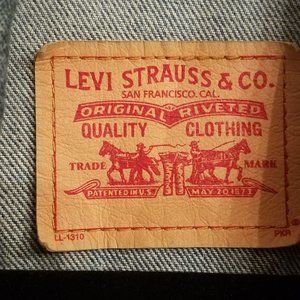 LEVI STRAUSS & CO.
SAN FRANCISCO, CAL.
ORIGINAL RIVETED
QUALITY CLOTHING
TRADE MARK
PATENTED IN U.S. MAY 20 1873
LL-1310 PKR